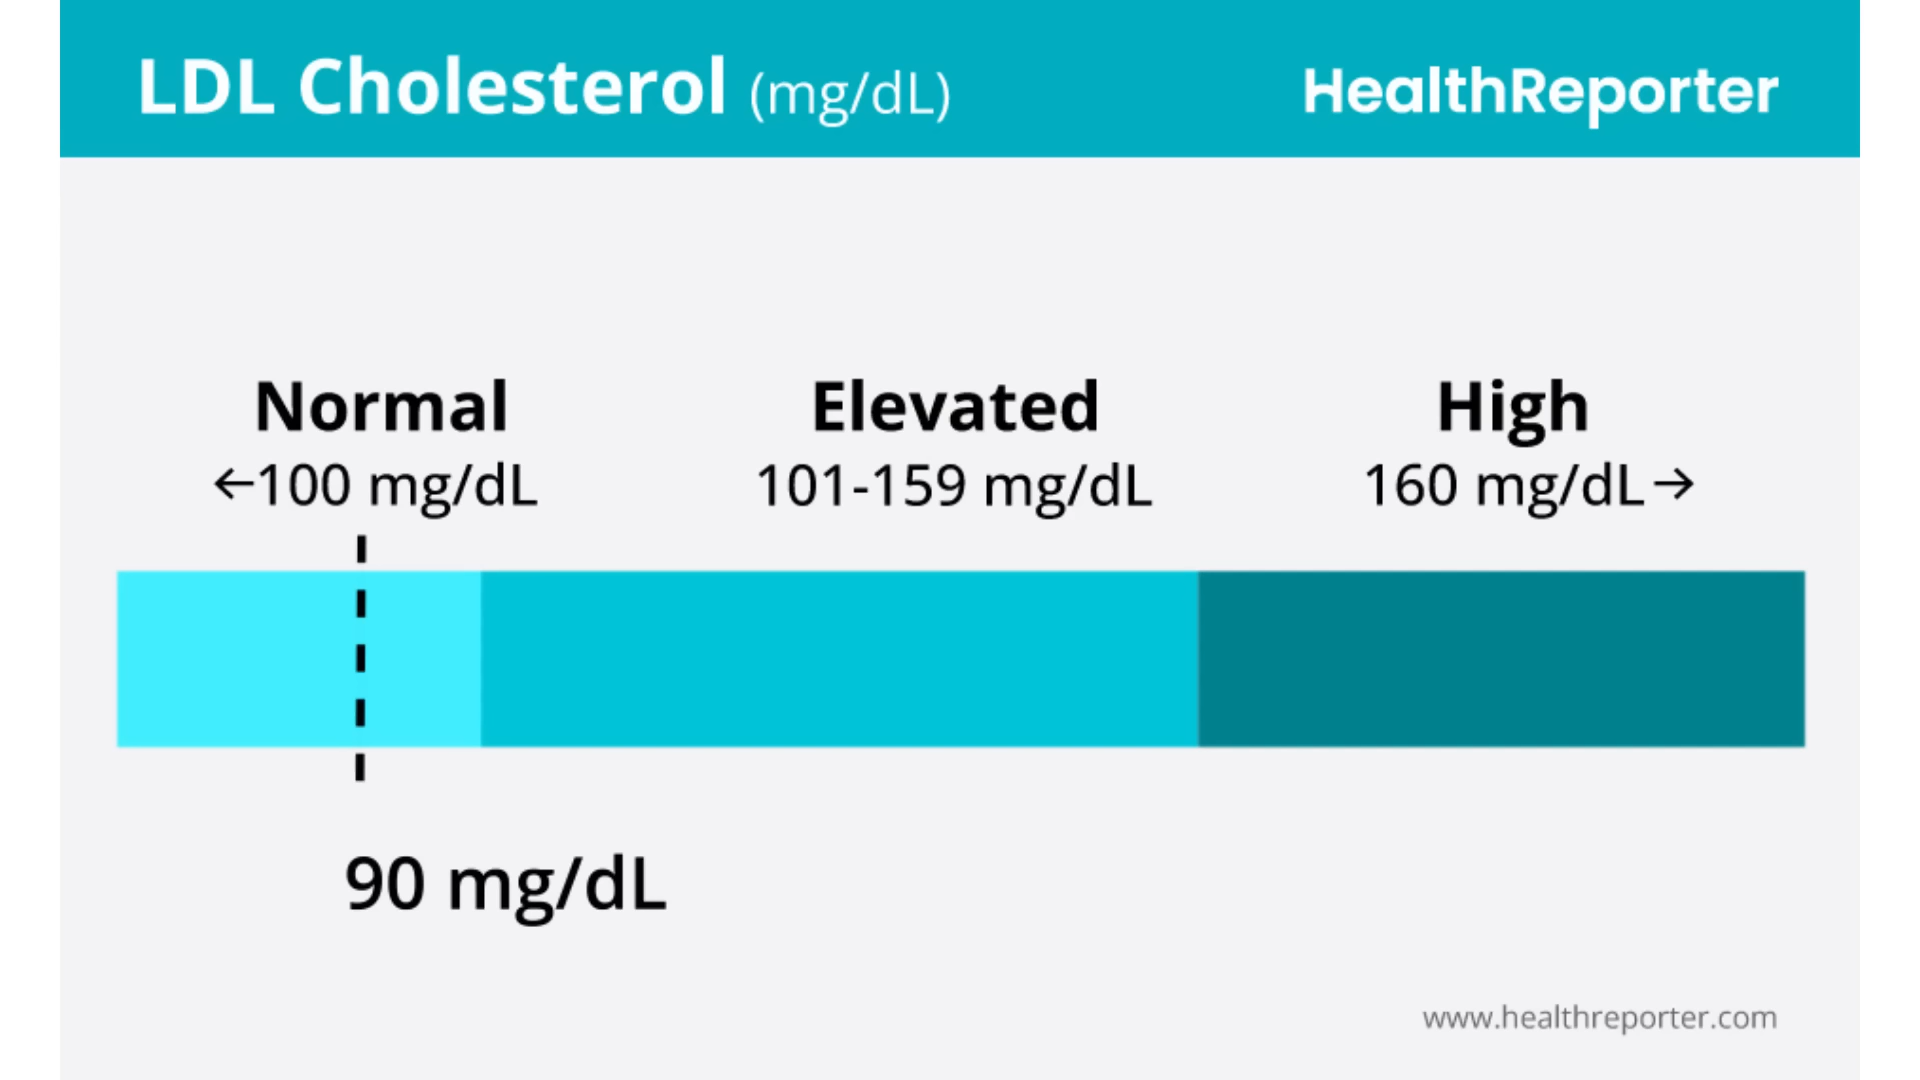 LDL Cholesterol (mg/dL)
HealthReporter
Normal
←100 mg/dL
Elevated
101-159 mg/dL
High
160 mg/dL→
90 mg/dL
www.healthreporter.com